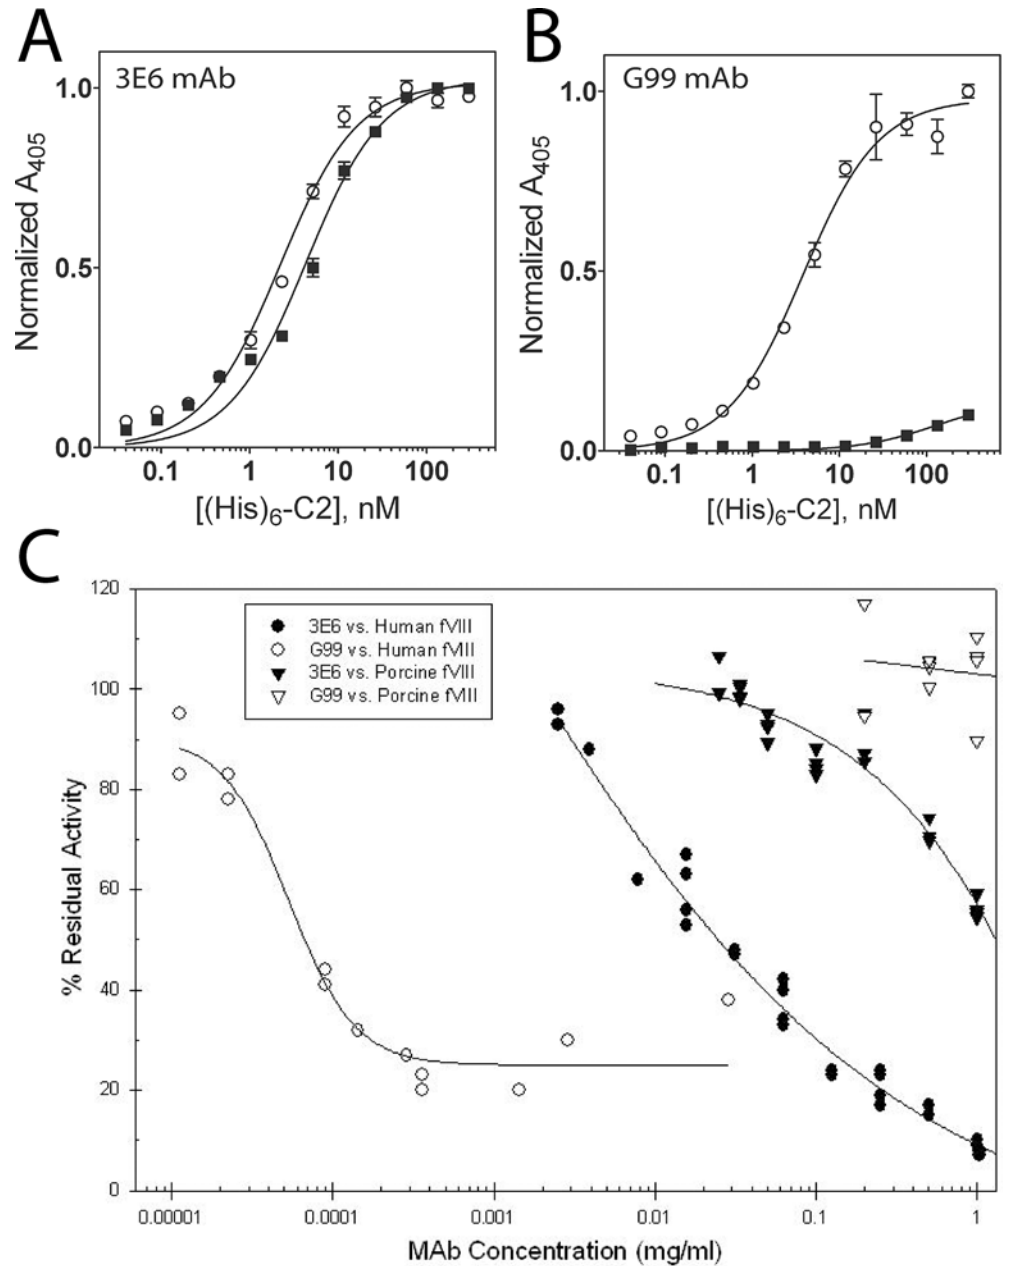 A
3E6 mAb
Normalized A405
1.0
0.5
0.0
0.1 1 10 100
[(His)6-C2], nM
B
G99 mAb
Normalized A405
1.0
0.5
0.0
0.1 1 10 100
[(His)6-C2], nM
C
% Residual Activity
120
100
80
60
40
20
0
3E6 vs. Human fVIII
G99 vs. Human fVIII
3E6 vs. Porcine fVIII
G99 vs. Porcine fVIII
0.00001 0.0001 0.001 0.01 0.1 1
MAb Concentration (mg/ml)